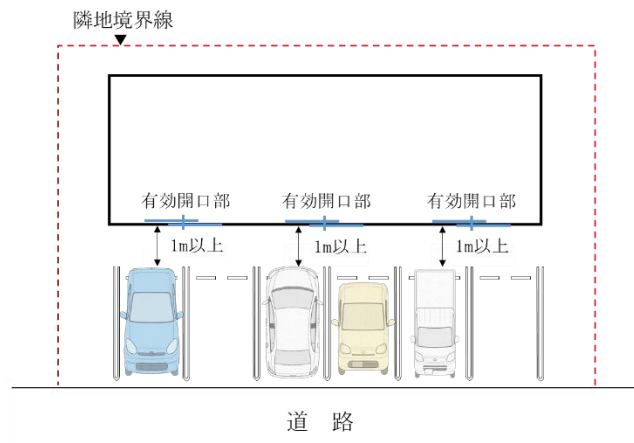 隣地境界線
有効開口部
有効開口部
有効開口部
1m以上
1m以上
1m以上
道 路